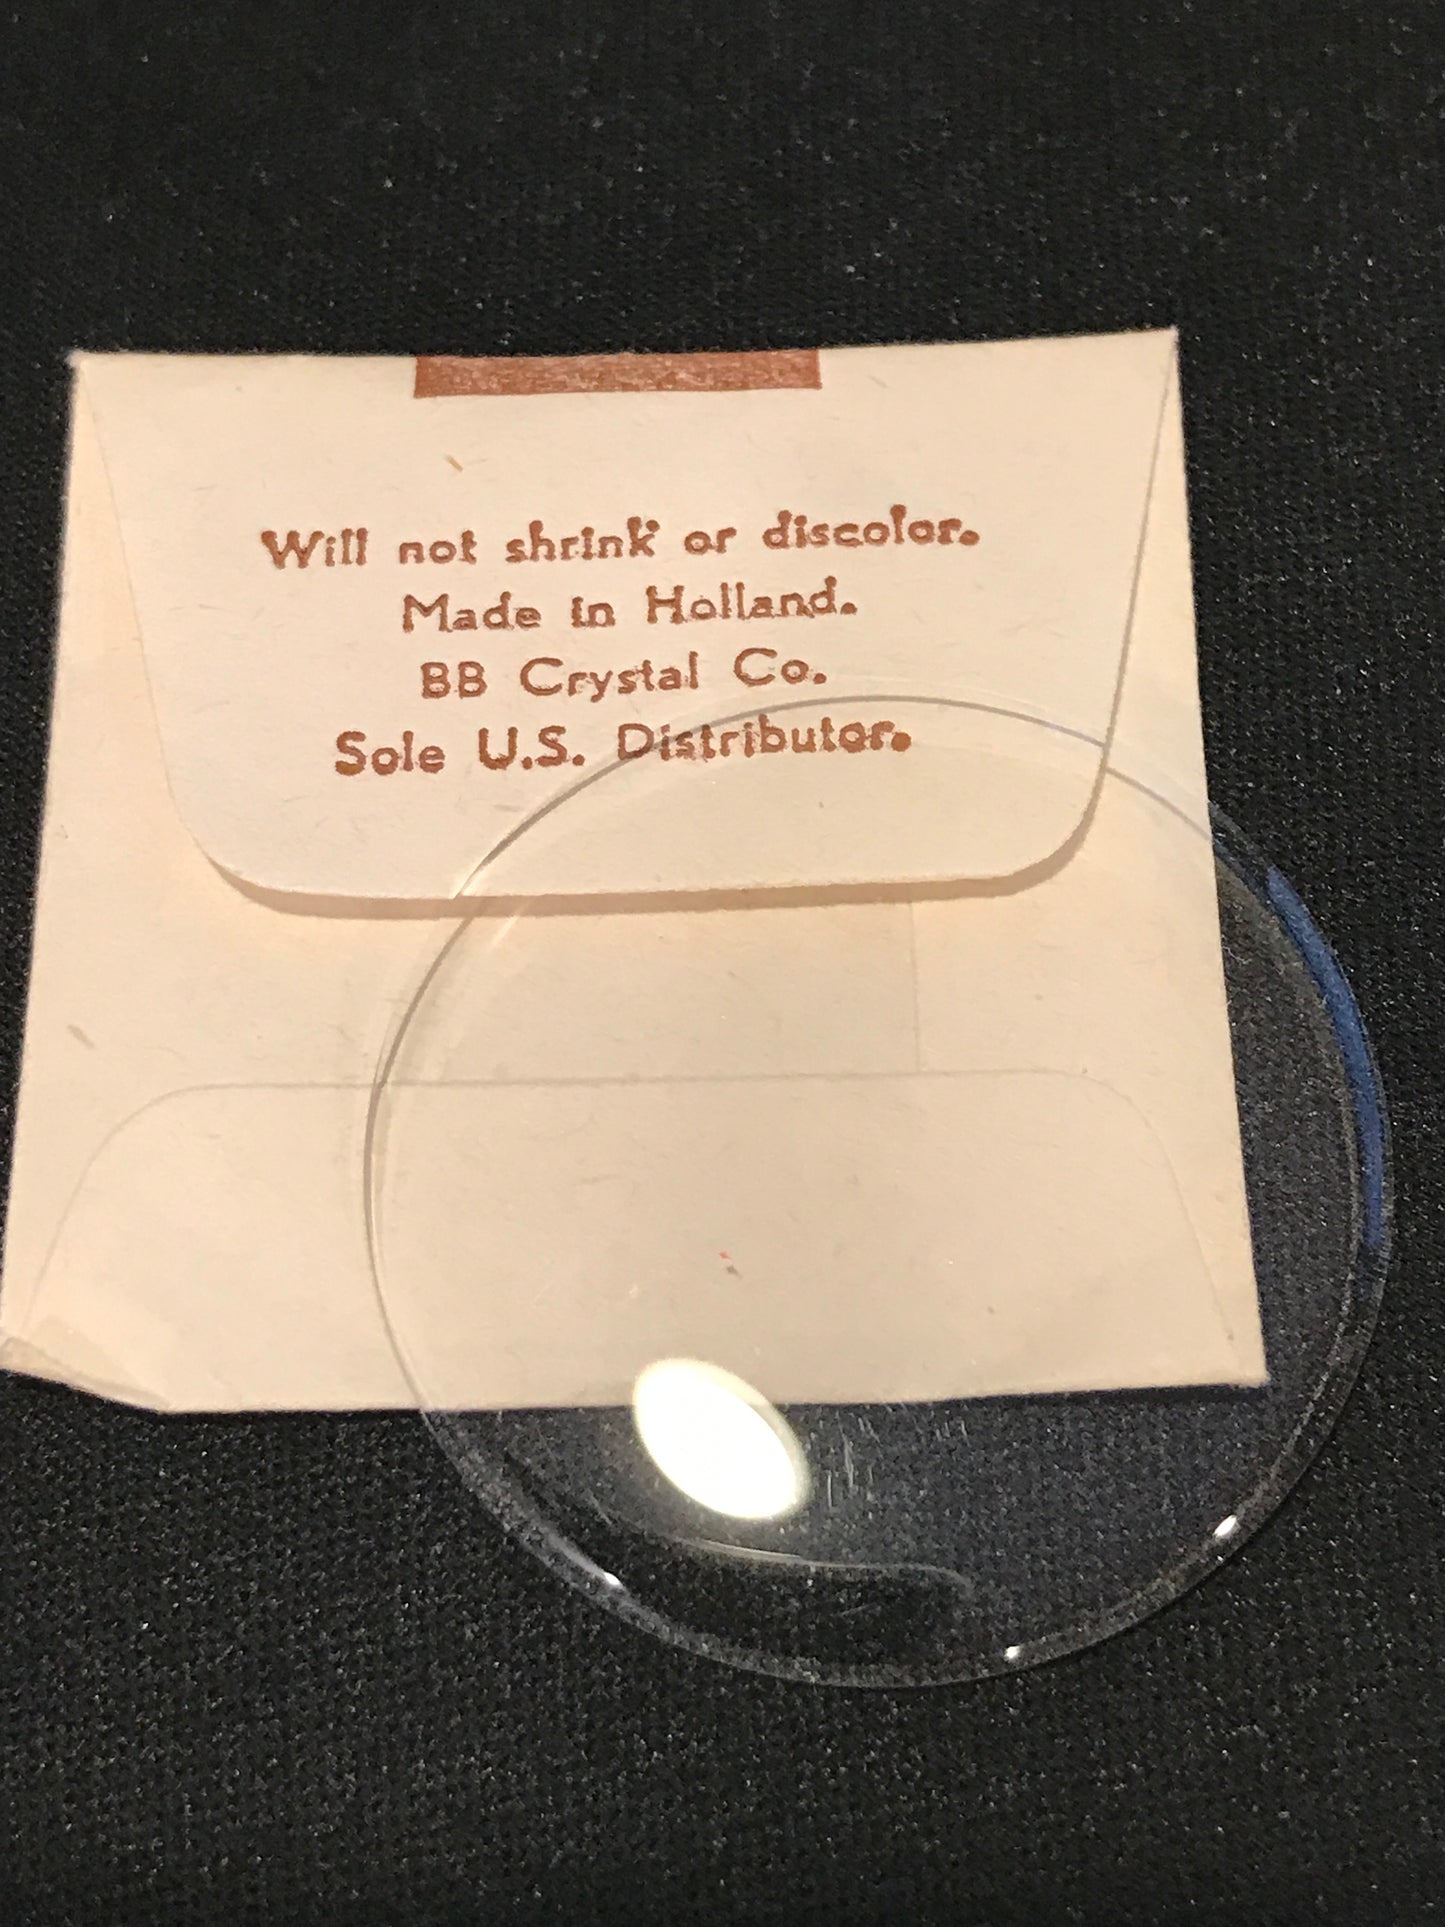 Will not shrink or discolor.
Made in Holland.
BB Crystal Co.
Sole U.S. Distributor.